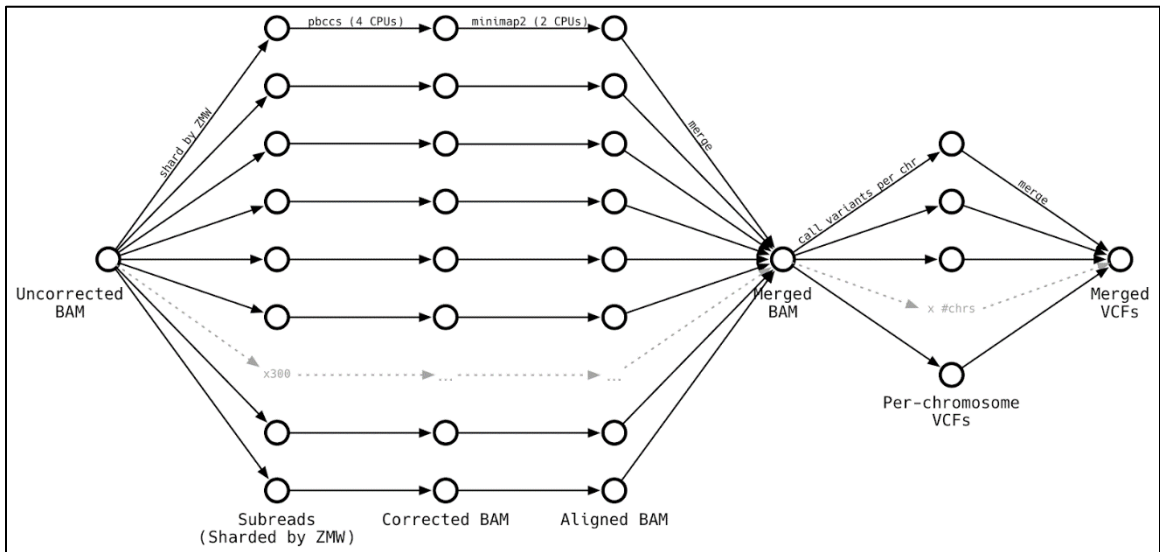 pbccs (4 CPUs)
minimap2 (2 CPUs)
shard by ZMW
merge
call variants per chr
merge
Uncorrected
BAM
Merged
BAM
Merged
VCFs
x #chrs
x300
...
...
Per-chromosome
VCFs
Subreads
(Sharded by ZMW)
Corrected BAM
Aligned BAM